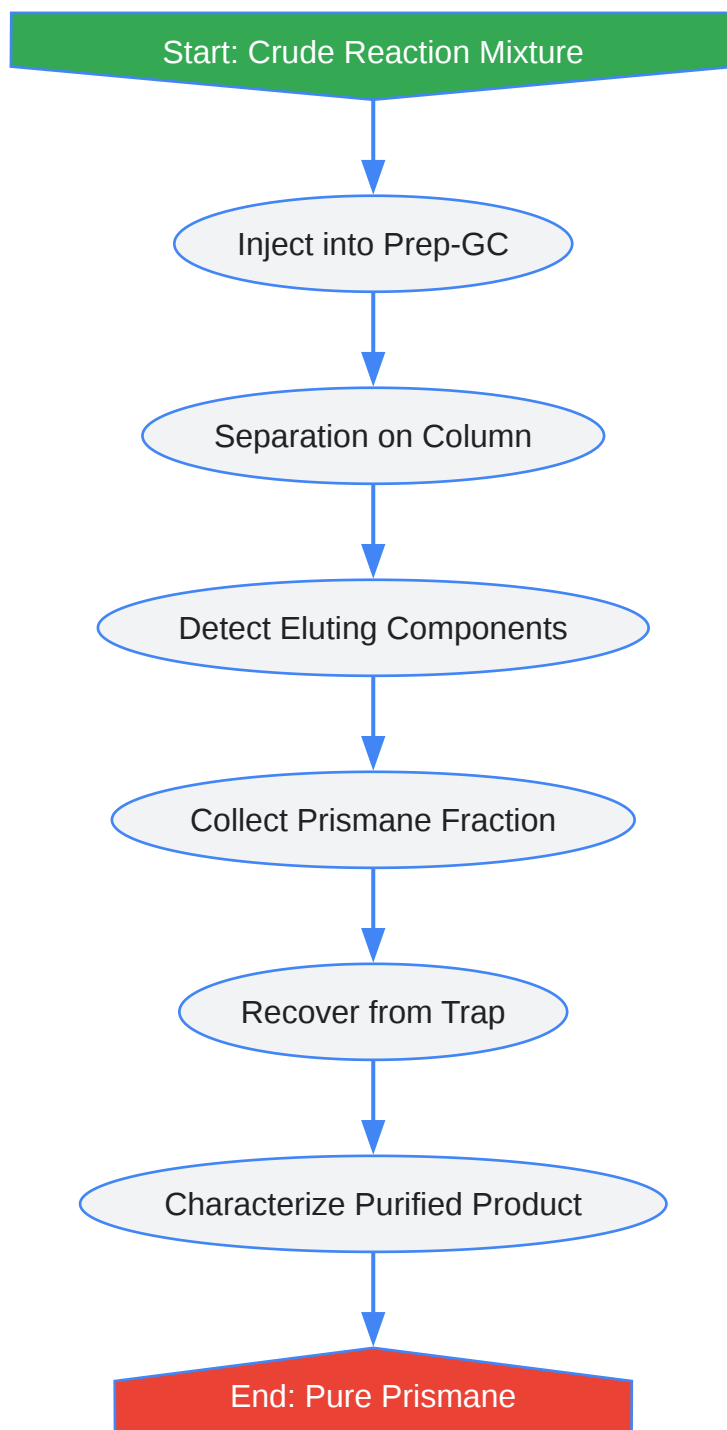 Start: Crude Reaction Mixture
Inject into Prep-GC
Separation on Column
Detect Eluting Components
Collect Prismane Fraction
Recover from Trap
Characterize Purified Product
End: Pure Prismane